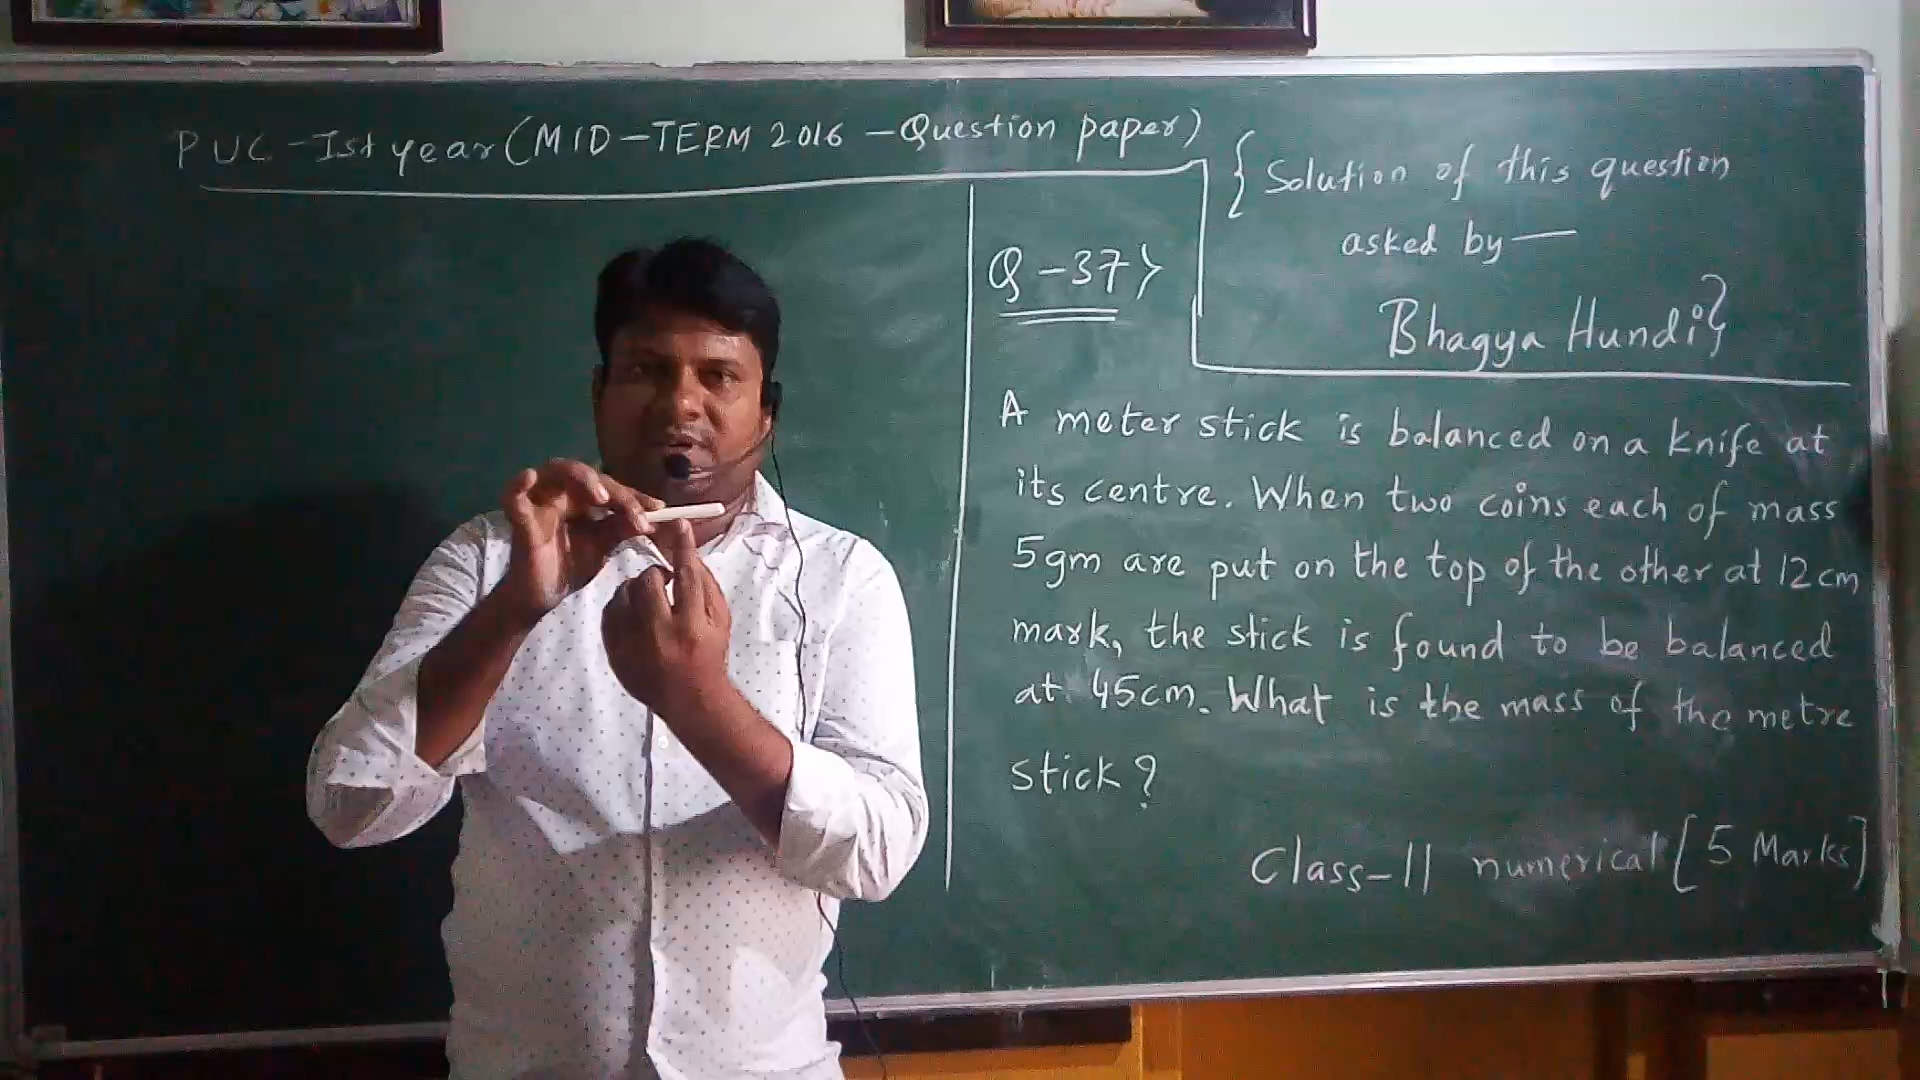 PUC-Ist year (MID-TERM 2016 - Question paper)
{Solution of this question
asked by —
Bhagya Hundi}
Q-37>
A meter stick is balanced on a knife at
its centre. When two coins each of mass
5gm are put on the top of the other at 12cm
mark, the stick is found to be balanced
at 45cm. What is the mass of the metre
stick?
Class-11 numerical [5 Marks]